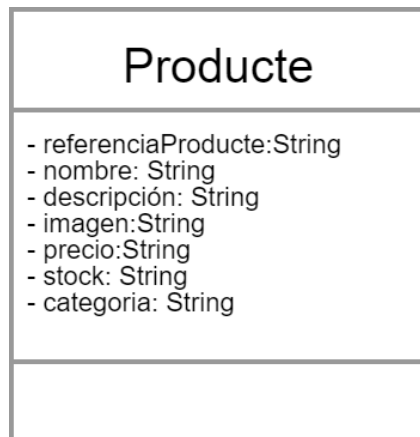 Producte
- referenciaProducte:String
- nombre: String
- descripción: String
- imagen:String
- precio:String
- stock: String
- categoria: String